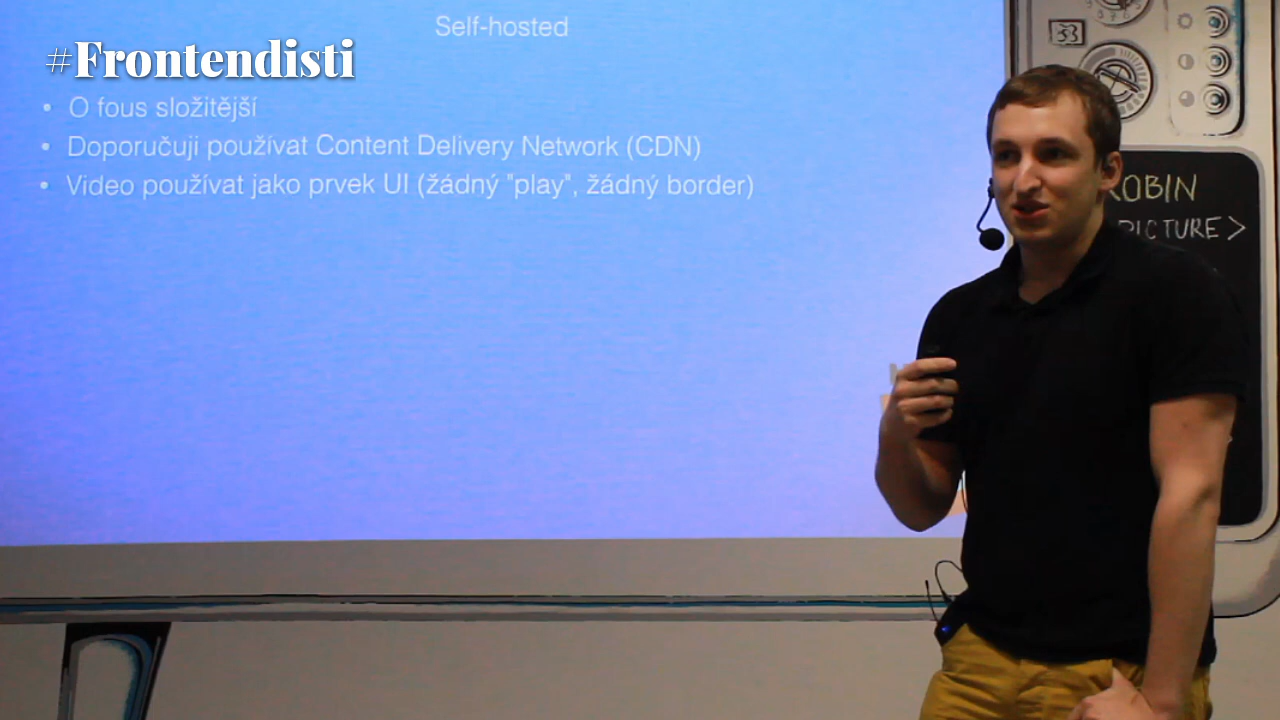 Self-hosted
#Frontendisti
• O fous složitější
• Doporučuji používat Content Delivery Network (CDN)
• Video používat jako prvek UI (žádný "play", žádný border)
ROBIN
PICTURE>